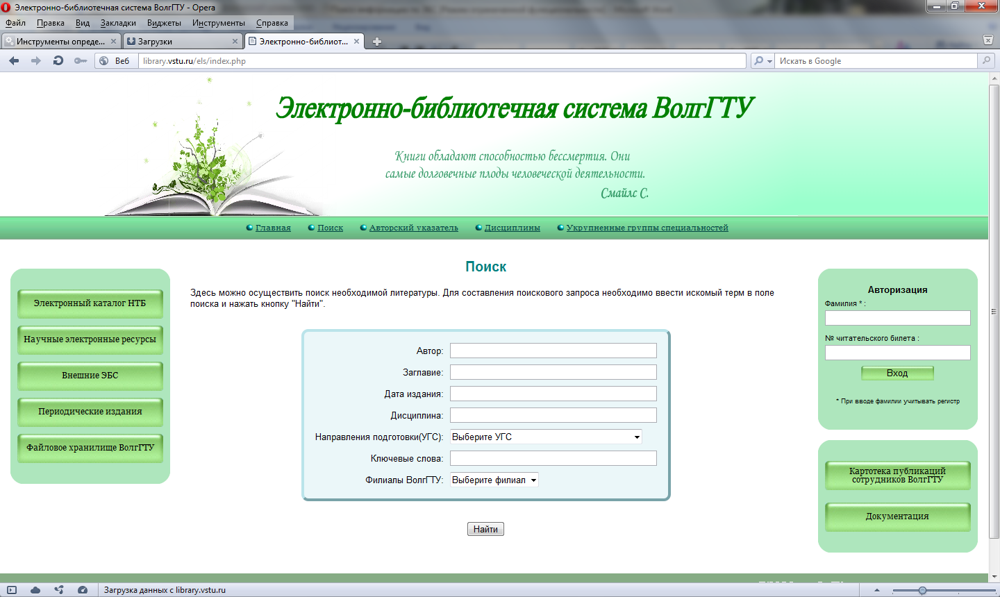 Электронно-библиотечная система ВолгГТУ - Opera
Файл Правка Вид Закладки Виджеты Инструменты Справка
Инструменты опреде... Загрузки Электронно-библиот...
Веб library.vstu.ru/els/index.php Искать в Google
Электронно-библиотечная система ВолгГТУ
Книги обладают способностью бессмертия. Они
самые долговечные плоды человеческой деятельности.
Смайлс С.
Главная Поиск Авторский указатель Дисциплины Укрупненные группы специальностей
Электронный каталог НТБ
Научные электронные ресурсы
Внешние ЭБС
Периодические издания
Файловое хранилище ВолгГТУ
Поиск
Здесь можно осуществить поиск необходимой литературы. Для составления поискового запроса необходимо ввести искомый терм в поле
поиска и нажать кнопку "Найти".
Автор:
Заглавие:
Дата издания:
Дисциплина:
Направления подготовки(УГС): Выберите УГС
Ключевые слова:
Филиалы ВолгГТУ: Выберите филиал
Найти
Авторизация
Фамилия * :
№ читательского билета :
Вход
* При вводе фамилии учитывать регистр
Картотека публикаций
сотрудников ВолгГТУ
Документация
Загрузка данных с library.vstu.ru